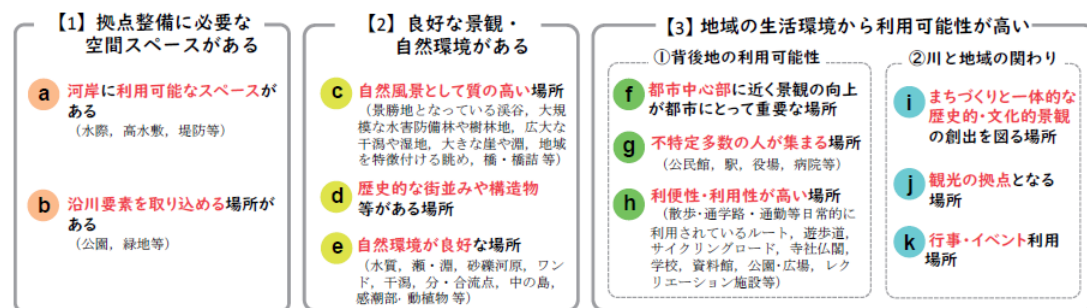 【1】拠点整備に必要な
空間スペースがある
a 河岸に利用可能なスペースが
ある
(水際, 高水敷, 堤防等)
b 沿川要素を取り込める場所が
ある
(公園, 緑地等)
【2】良好な景観・
自然環境がある
c 自然風景として質の高い場所
(景勝地となっている渓谷, 大規
模な水害防備林や樹林地, 広大な
干潟や湿地, 大きな崖や淵, 地域
を特徴付ける眺め, 橋・橋詰 等)
d 歴史的な街並みや構造物
等がある場所
e 自然環境が良好な場所
(水質, 瀬・淵, 砂礫河原, ワン
ド, 干潟, 分・合流点, 中の島,
感潮部・動植物 等)
【3】地域の生活環境から利用可能性が高い
①背後地の利用可能性
f 都市中心部に近く景観の向上
が都市にとって重要な場所
g 不特定多数の人が集まる場所
(公民館, 駅, 役場, 病院等)
h 利便性・利用性が高い場所
(散歩・通学路・通勤等日常的に
利用されているルート, 遊歩道,
サイクリングロード, 寺社仏閣,
学校, 資料館, 公園・広場, レク
リエーション施設等)
②川と地域の関わり
i まちづくりと一体的な
歴史的・文化的景観
の創出を図る場所
j 観光の拠点となる
場所
k 行事・イベント利用
場所